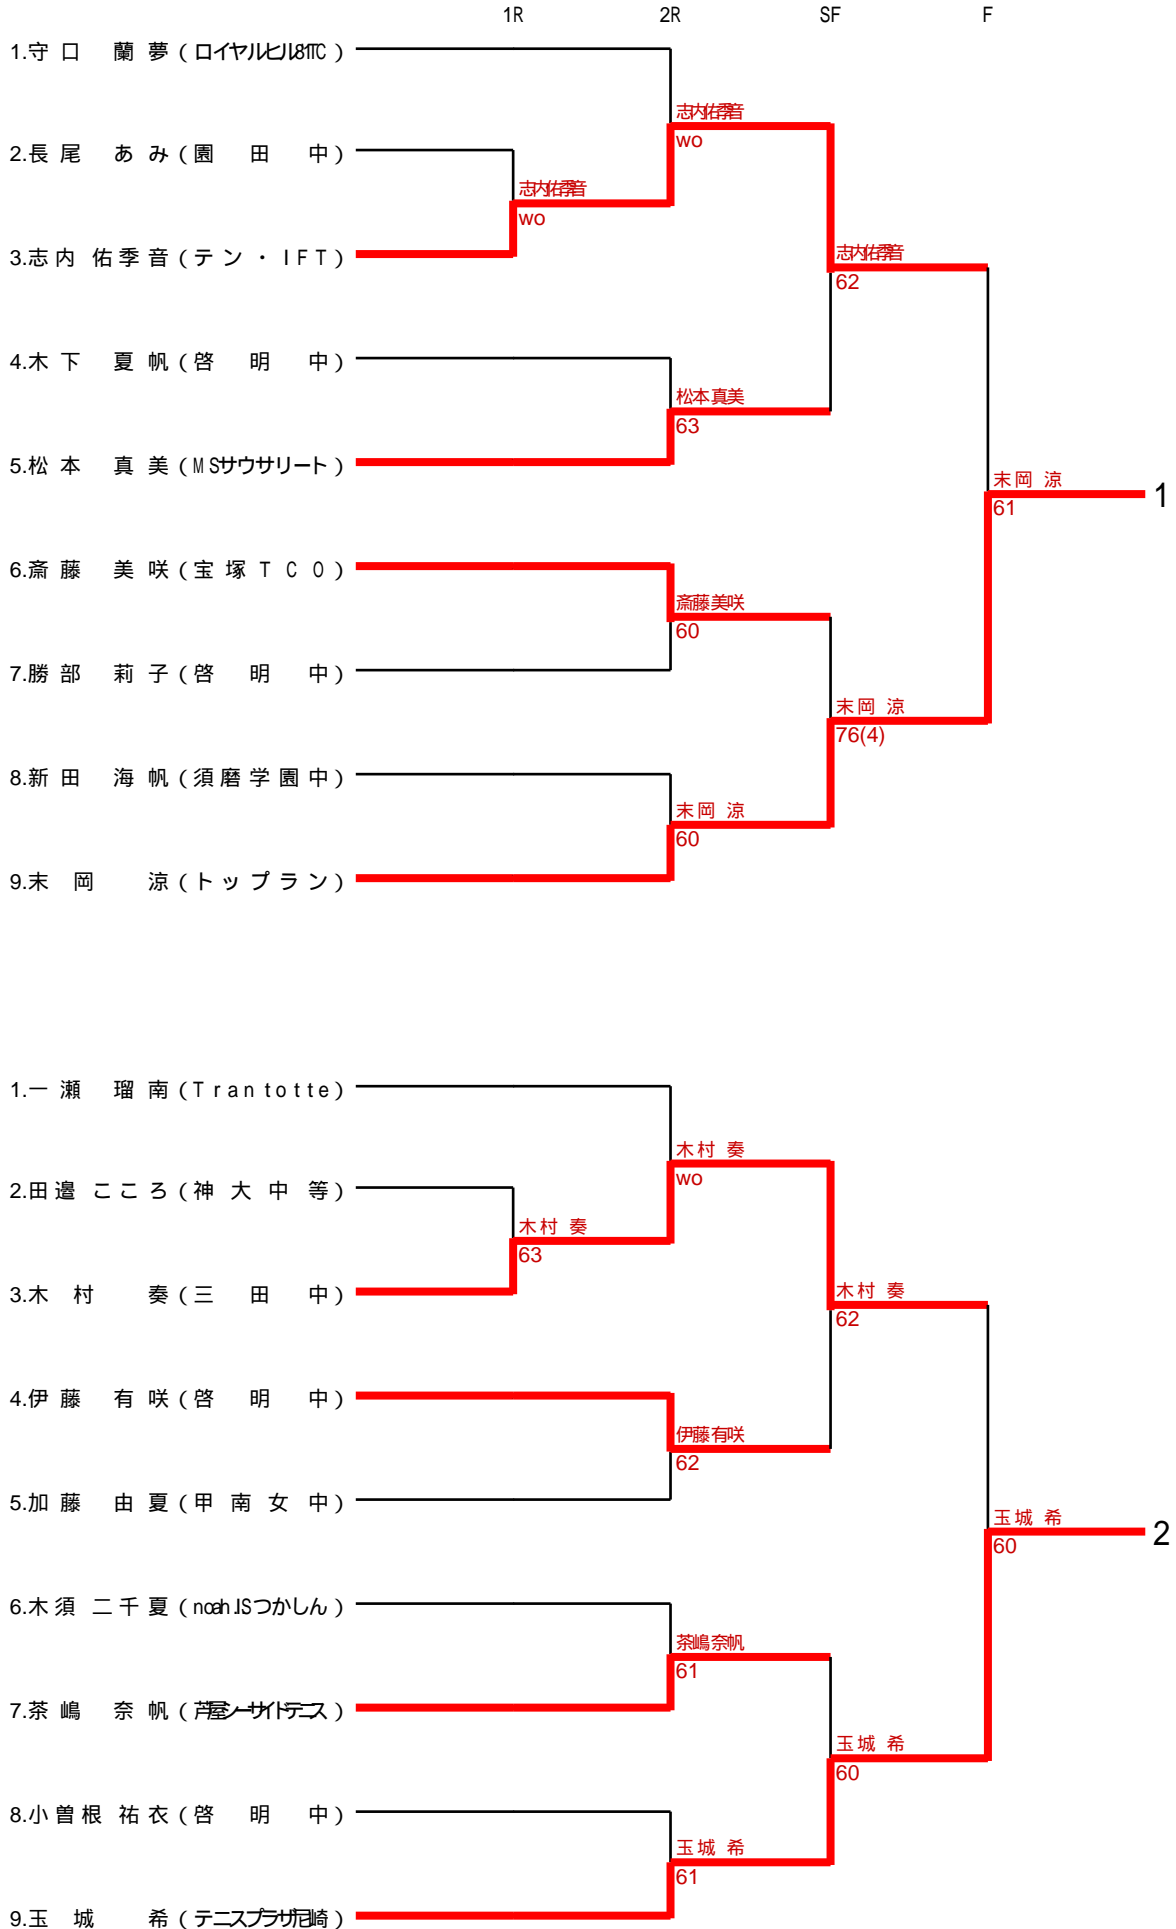 1R 2R SF F
1.守口 蘭夢(ロイヤルヒル81TC)
志内佑季音
wo
2.長尾 あみ(園田中)
志内佑季音
wo
3.志内 佑季音(テン・IFT)
志内佑季音
62
4.木下 夏帆(啓明中)
松本真美
63
5.松本 真美(MSサウサリート)
末岡 涼
61
1
6.斎藤 美咲(宝塚TCO)
斎藤美咲
60
7.勝部 莉子(啓明中)
末岡 涼
76(4)
8.新田 海帆(須磨学園中)
末岡 涼
60
9.末岡 涼(トップラン)
1.一瀬 瑠南(Trantotte)
木村 奏
wo
2.田邉 こころ(神大中等)
木村 奏
63
3.木村 奏(三田中)
木村 奏
62
4.伊藤 有咲(啓明中)
伊藤有咲
62
5.加藤 由夏(甲南女中)
玉城 希
60
2
6.木須 二千夏(noah.ISつかしん)
茶嶋奈帆
61
7.茶嶋 奈帆(芦屋シーサイドテニス)
玉城 希
60
8.小曽根 祐衣(啓明中)
玉城 希
61
9.玉城 希(テニスプラザ尼崎)